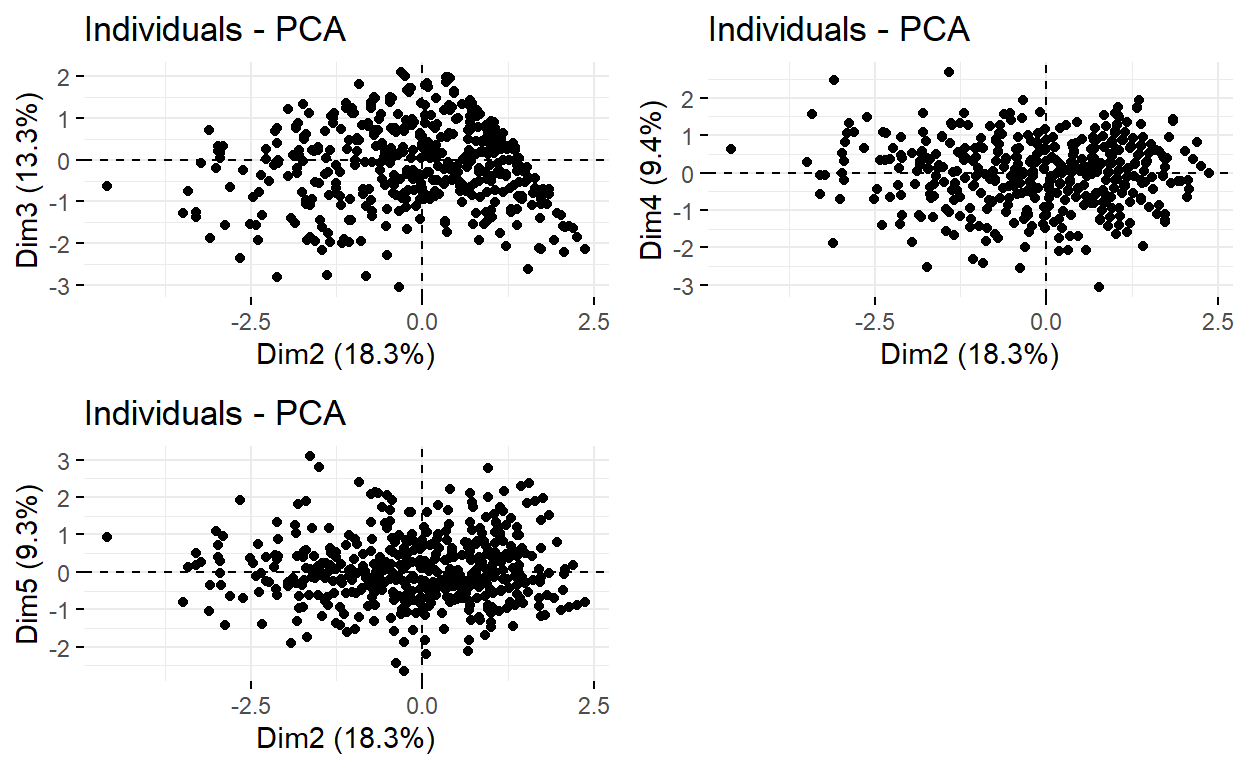 Individuals - PCA
Dim3 (13.3%)
2
1
0
-1
-2
-3
-2.5 0.0 2.5
Dim2 (18.3%)
Individuals - PCA
Dim4 (9.4%)
2
1
0
-1
-2
-3
-2.5 0.0 2.5
Dim2 (18.3%)
Individuals - PCA
Dim5 (9.3%)
3
2
1
0
-1
-2
-2.5 0.0 2.5
Dim2 (18.3%)